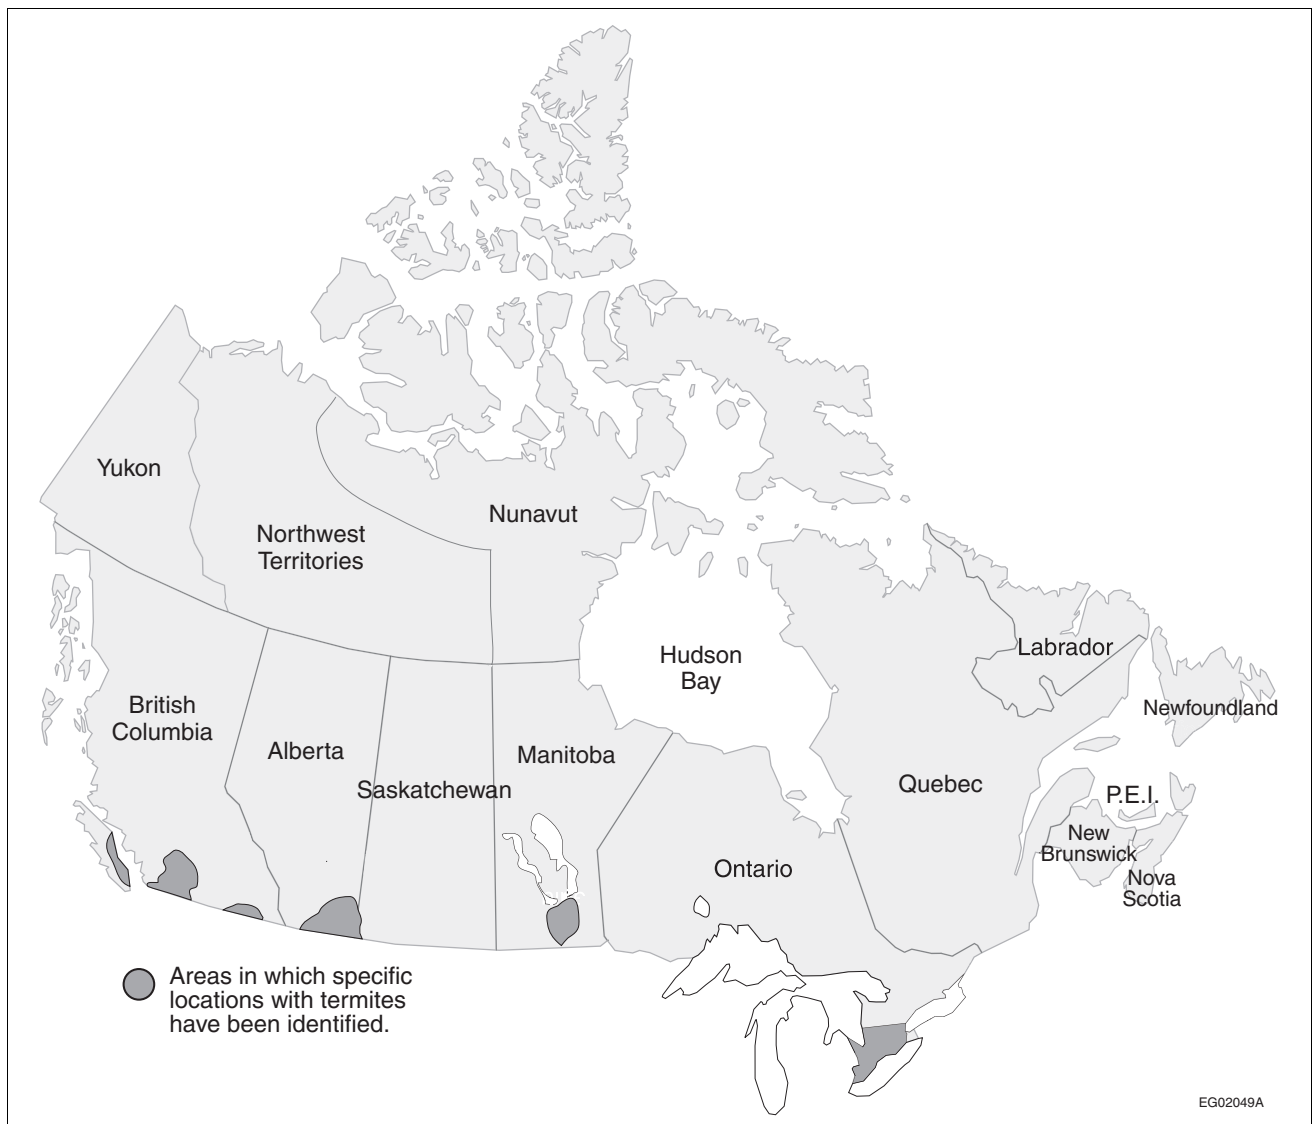 Yukon
Northwest
Territories
Nunavut
Hudson
Bay
Labrador
Newfoundland
British
Columbia
Alberta
Saskatchewan
Manitoba
Ontario
Quebec
P.E.I.
New
Brunswick
Nova
Scotia
Areas in which specific
locations with termites
have been identified.
EG02049A